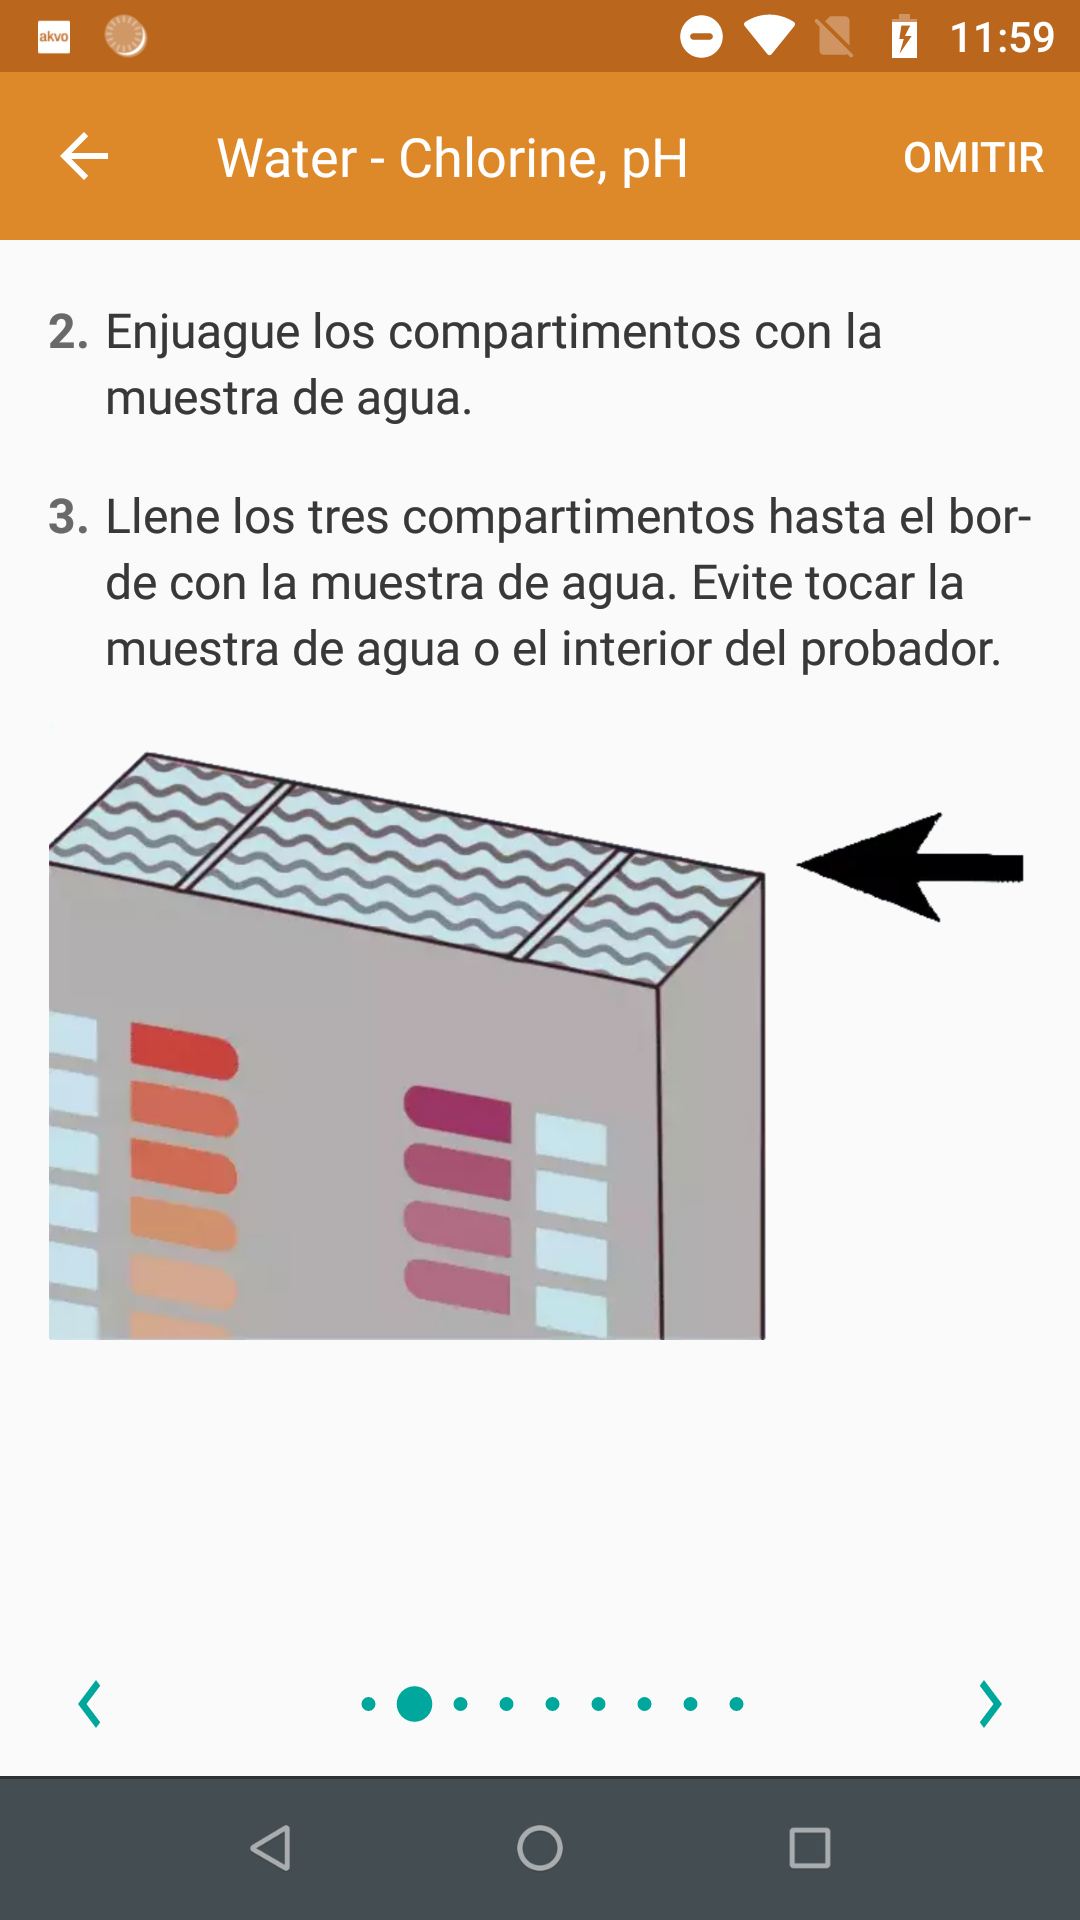 akvo
11:59
Water - Chlorine, pH
OMITIR
2. Enjuague los compartimentos con la
muestra de agua.
3. Llene los tres compartimentos hasta el bor-
de con la muestra de agua. Evite tocar la
muestra de agua o el interior del probador.